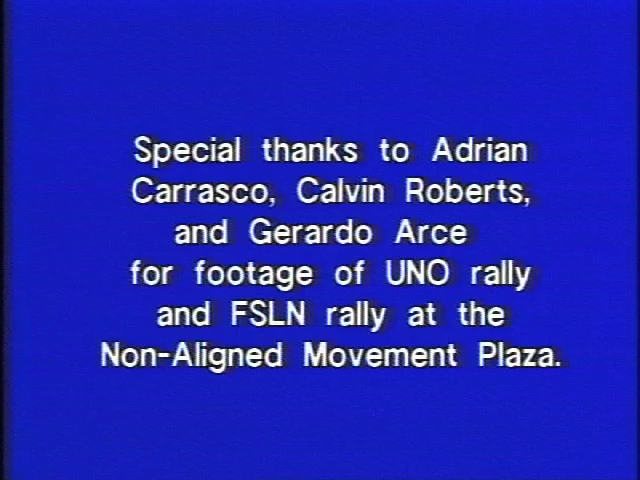 Special thanks to Adrian
Carrasco, Calvin Roberts,
and Gerardo Arce
for footage of UNO rally
and FSLN rally at the
Non-Aligned Movement Plaza.